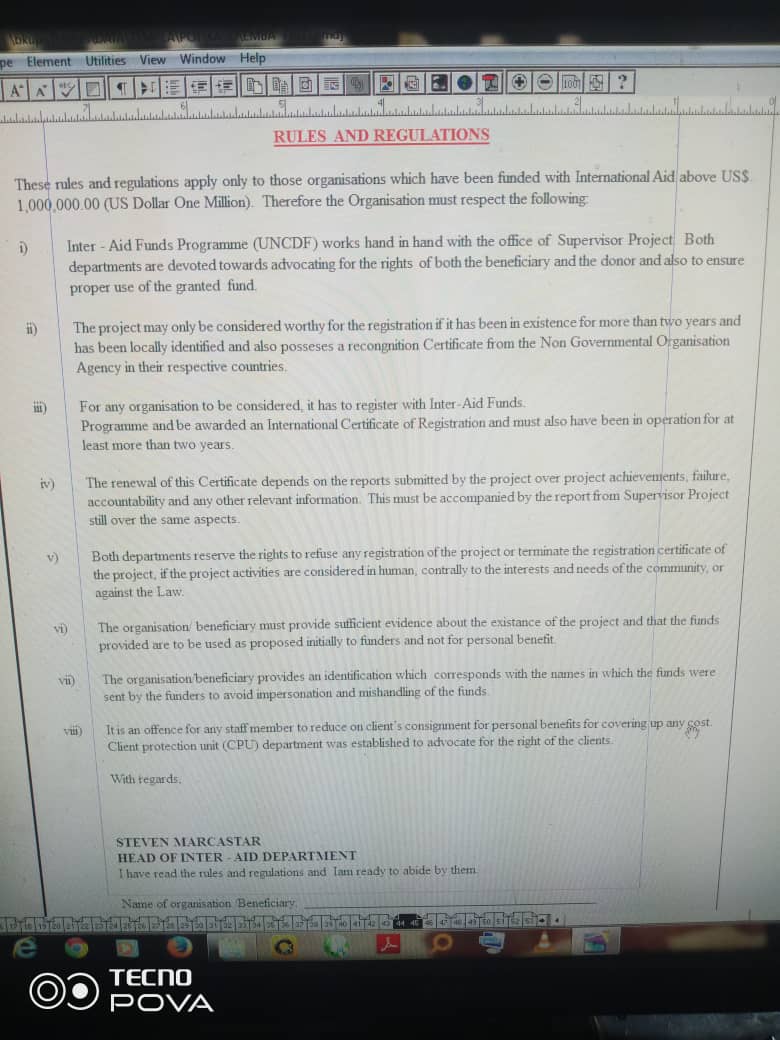 pe Element Utilities View Window Help
RULES AND REGULATIONS
These rules and regulations apply only to those organisations which have been funded with International Aid above US$.
1,000,000.00 (US Dollar One Million). Therefore the Organisation must respect the following:
i) Inter - Aid Funds Programme (UNCDF) works hand in hand with the office of Supervisor Project. Both
departments are devoted towards advocating for the rights of both the beneficiary and the donor and also to ensure
proper use of the granted fund.
ii) The project may only be considered worthy for the registration if it has been in existence for more than two years and
has been locally identified and also posseses a recongnition Certificate from the Non Governmental Organisation
Agency in their respective countries.
iii) For any organisation to be considered, it has to register with Inter-Aid Funds.
Programme and be awarded an International Certificate of Registration and must also have been in operation for at
least more than two years.
iv) The renewal of this Certificate depends on the reports submitted by the project over project achievements, failure,
accountability and any other relevant information. This must be accompanied by the report from Supervisor Project
still over the same aspects.
v) Both departments reserve the rights to refuse any registration of the project or terminate the registration certificate of
the project, if the project activities are considered in human, contrally to the interests and needs of the community, or
against the Law.
vi) The organisation/ beneficiary must provide sufficient evidence about the existance of the project and that the funds
provided are to be used as proposed initially to funders and not for personal benefit.
vii) The organisation/beneficiary provides an identification which corresponds with the names in which the funds were
sent by the funders to avoid impersonation and mishandling of the funds.
viii) It is an offence for any staff member to reduce on client's consignment for personal benefits for covering up any cost.
Client protection unit (CPU) department was established to advocate for the right of the clients.
With regards,
STEVEN MARCASTAR
HEAD OF INTER - AID DEPARTMENT
I have read the rules and regulations and Iam ready to abide by them.
Name of organisation /Beneficiary:
TECNO
POVA